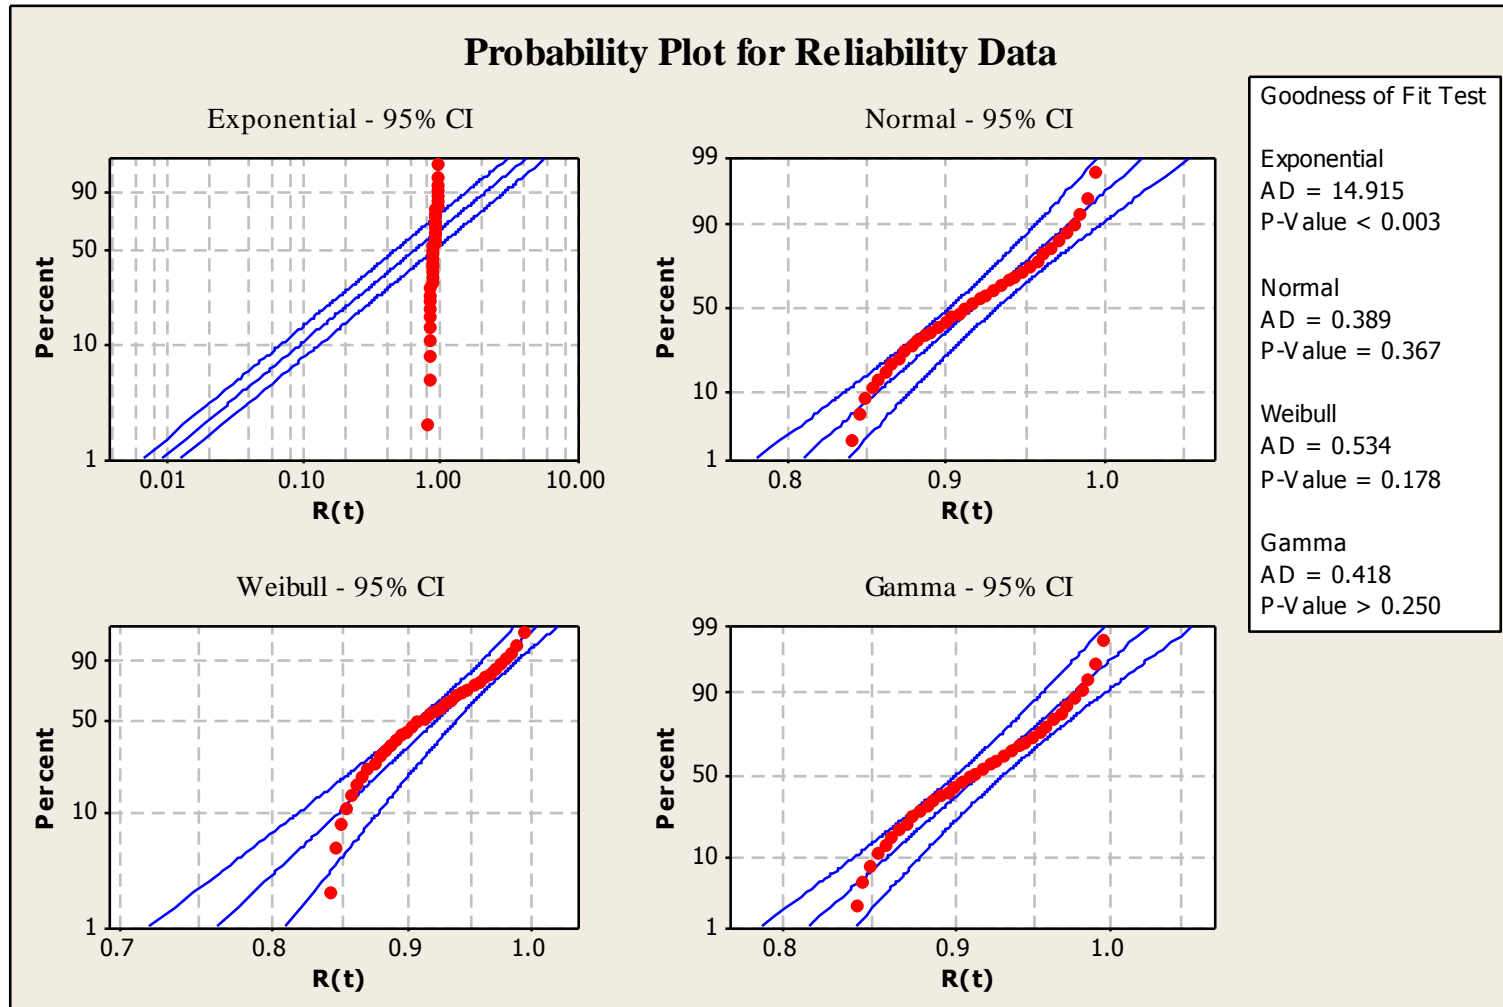 Probability Plot for Reliability Data
Exponential - 95% CI
Percent
90
50
10
1
0.01 0.10 1.00 10.00
R(t)
Normal - 95% CI
Percent
99
90
50
10
1
0.8 0.9 1.0
R(t)
Weibull - 95% CI
Percent
90
50
10
1
0.7 0.8 0.9 1.0
R(t)
Gamma - 95% CI
Percent
99
90
50
10
1
0.8 0.9 1.0
R(t)
Goodness of Fit Test
Exponential
AD = 14.915
P-Value < 0.003
Normal
AD = 0.389
P-Value = 0.367
Weibull
AD = 0.534
P-Value = 0.178
Gamma
AD = 0.418
P-Value > 0.250